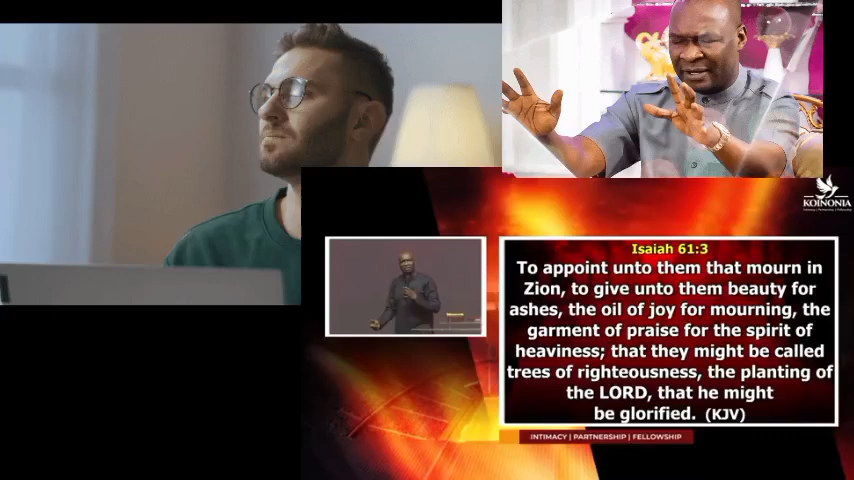 KOINONIA
Isaiah 61:3
To appoint unto them that mourn in
Zion, to give unto them beauty for
ashes, the oil of joy for mourning, the
garment of praise for the spirit of
heaviness; that they might be called
trees of righteousness, the planting of
the LORD, that he might
be glorified. (KJV)
INTIMACY | PARTNERSHIP | FELLOWSHIP